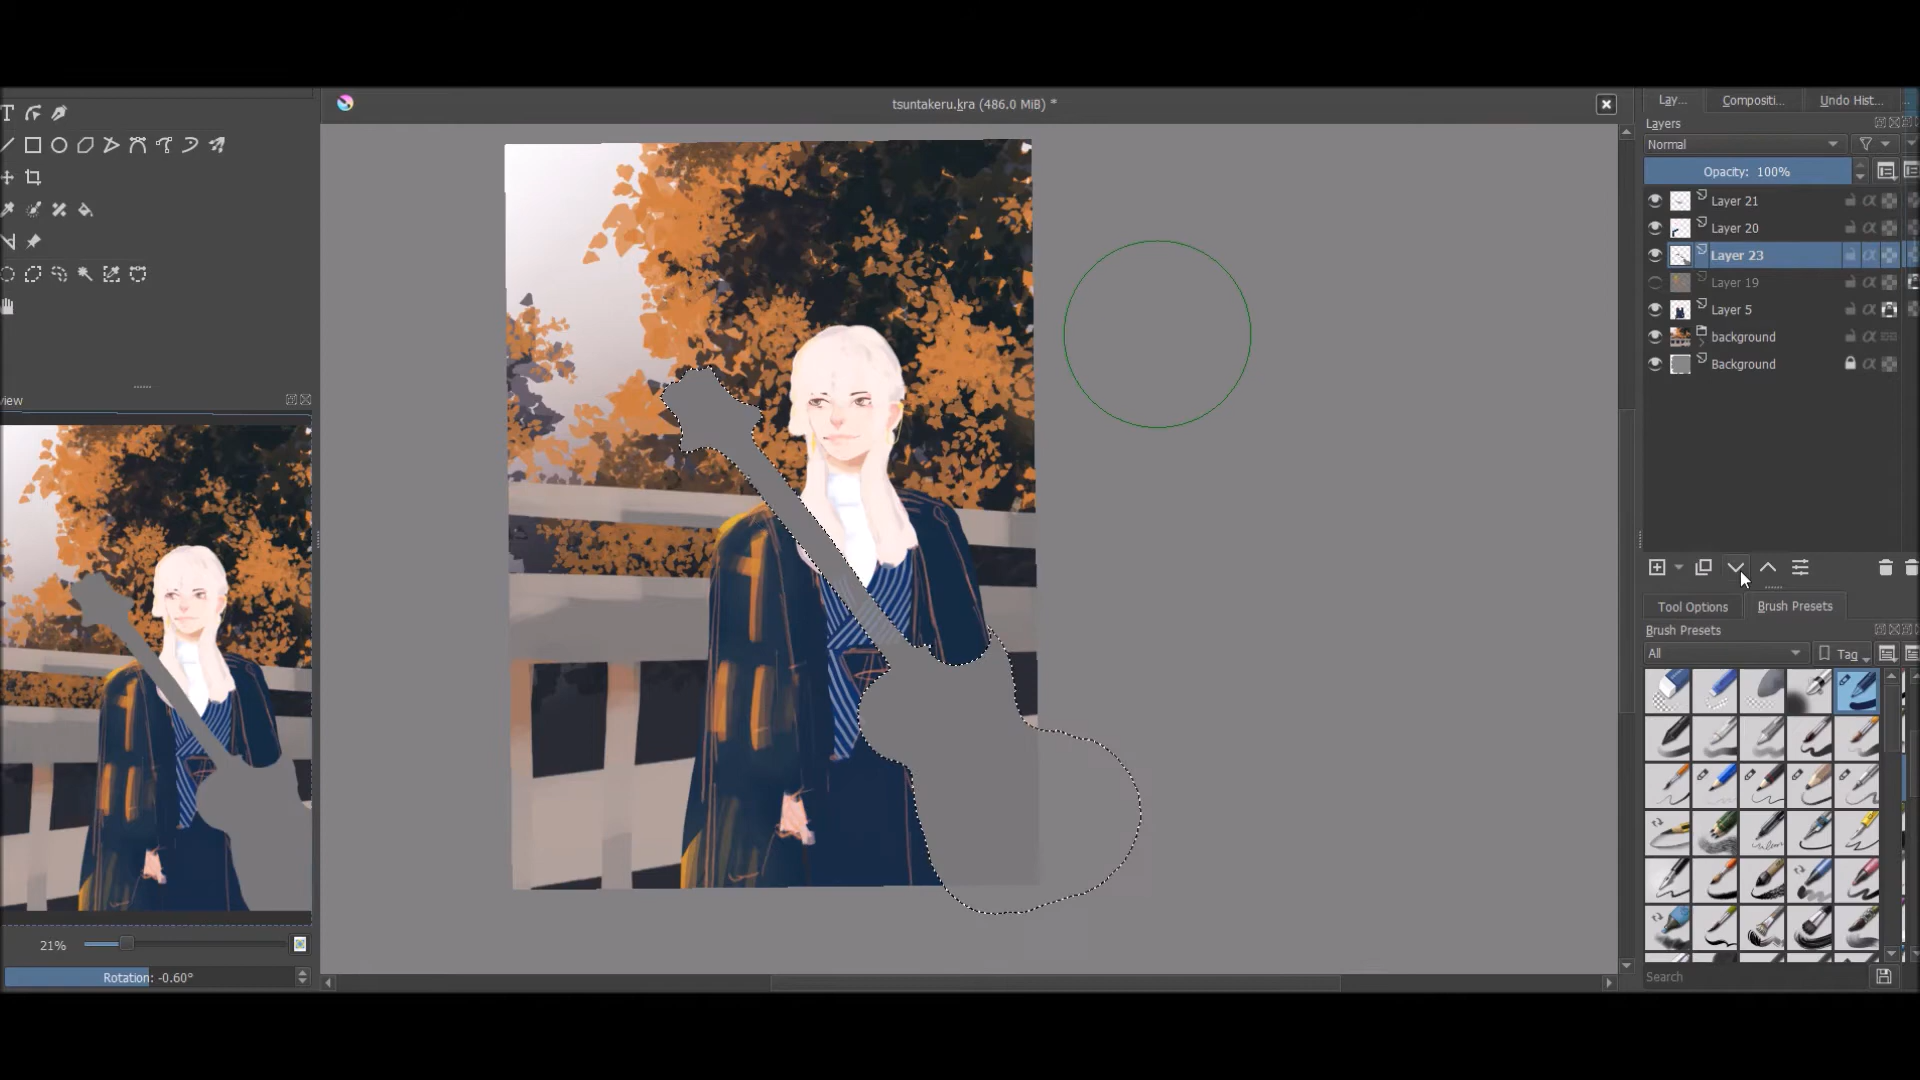 tsuntakeru.kra (486.0 MiB) *
Lay...
Compositi...
Undo Hist...
Layers
Normal
Opacity: 100%
Layer 21
Layer 20
Layer 23
Layer 19
Layer 5
background
Background
view
Tool Options
Brush Presets
Brush Presets
All
Tag
Search
21%
Rotation: -0.60°